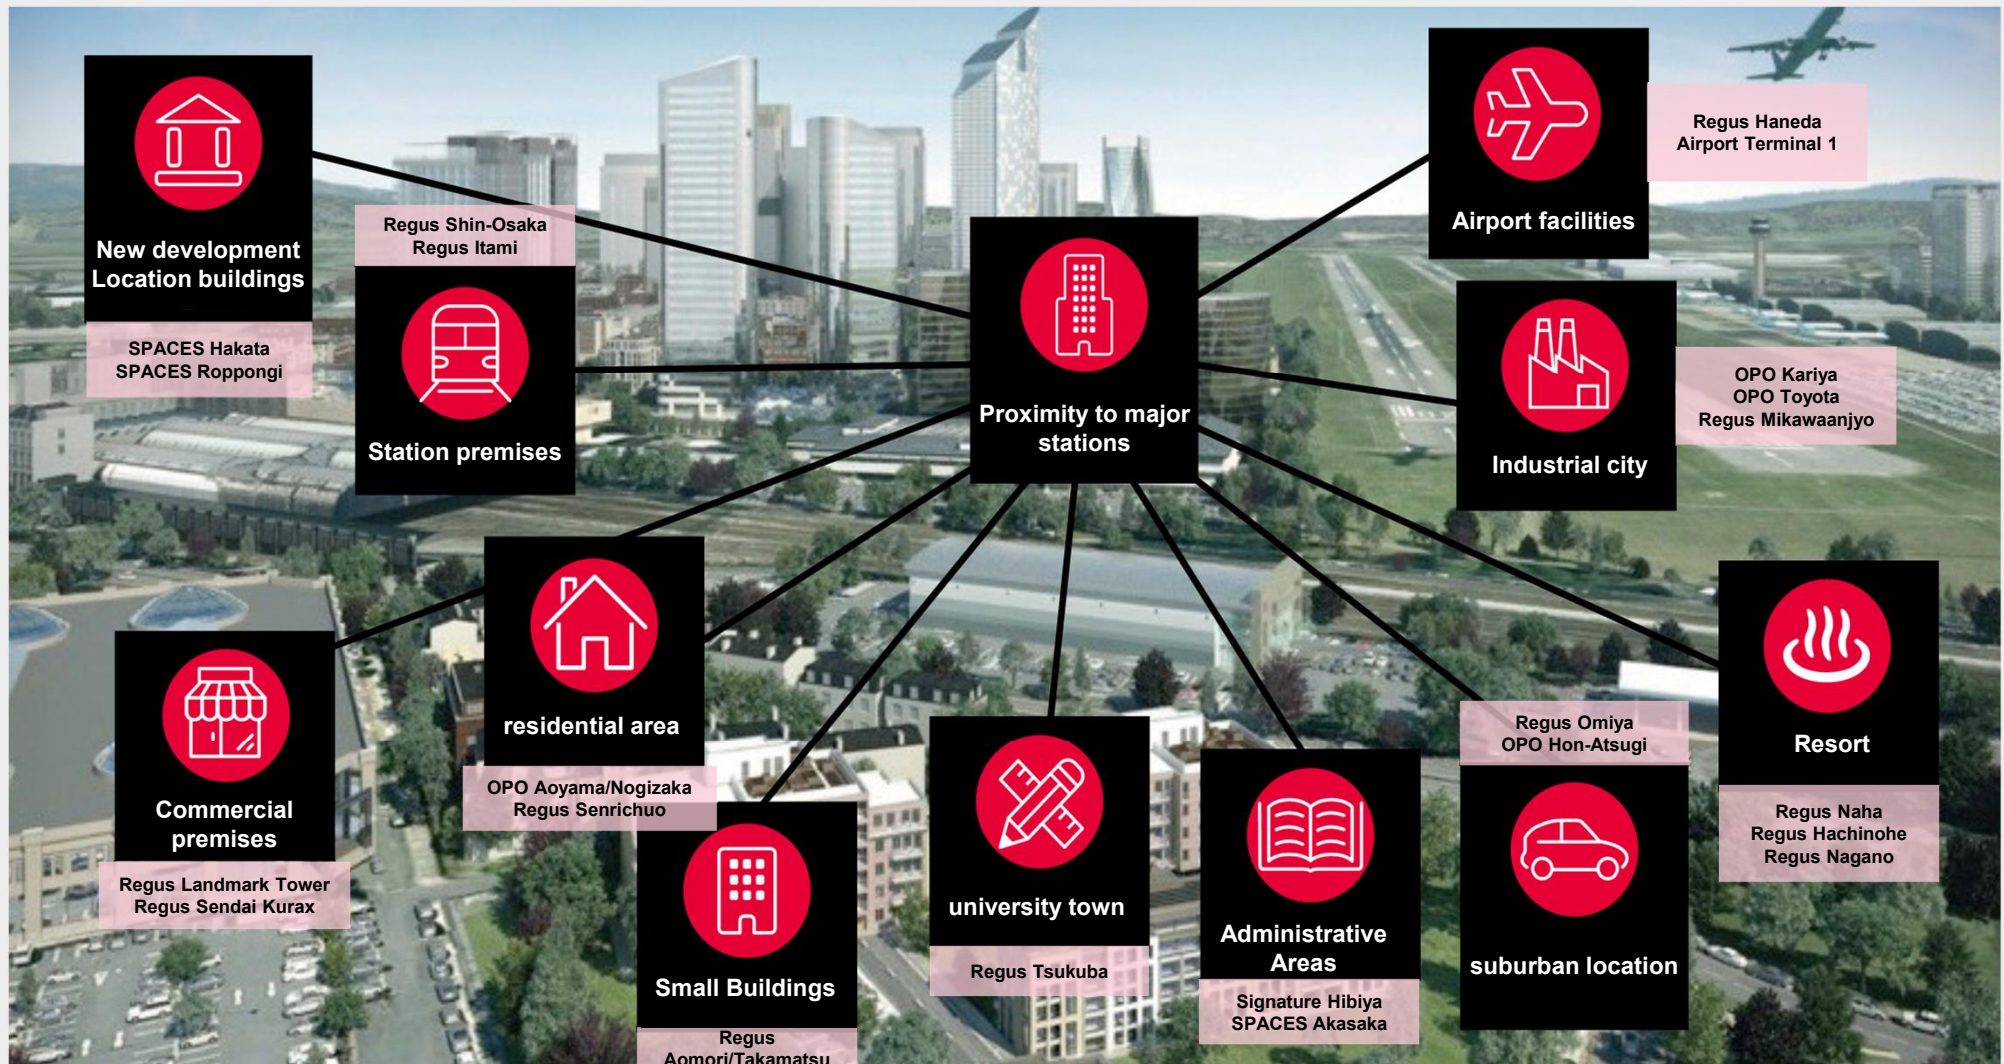 New development
Location buildings
SPACES Hakata
SPACES Roppongi
Regus Shin-Osaka
Regus Itami
Station premises
Proximity to major
stations
Airport facilities
Regus Haneda
Airport Terminal 1
Industrial city
OPO Kariya
OPO Toyota
Regus Mikawaanjyo
Commercial
premises
Regus Landmark Tower
Regus Sendai Kurax
residential area
OPO Aoyama/Nogizaka
Regus Senrichuo
Small Buildings
Regus
Aomori/Takamatsu
university town
Regus Tsukuba
Administrative
Areas
Signature Hibiya
SPACES Akasaka
Regus Omiya
OPO Hon-Atsugi
suburban location
Resort
Regus Naha
Regus Hachinohe
Regus Nagano